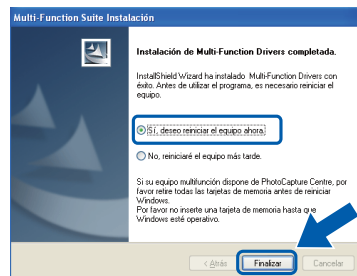 Multi-Function Suite Instalación
Instalación de Multi-Function Drivers completada.
InstallShield Wizard ha instalado Multi-Function Drivers con
éxito. Antes de utilizar el programa, es necesario reiniciar el
equipo.
Sí, deseo reiniciar el equipo ahora.
No, reiniciaré el equipo más tarde.
Si su equipo multifunción dispone de PhotoCapture Centre, por
favor retire todas las tarjetas de memoria antes de reiniciar
Windows.
Por favor no inserte una tarjeta de memoria hasta que
Windows esté operativo.
< Atrás
Finalizar
Cancelar